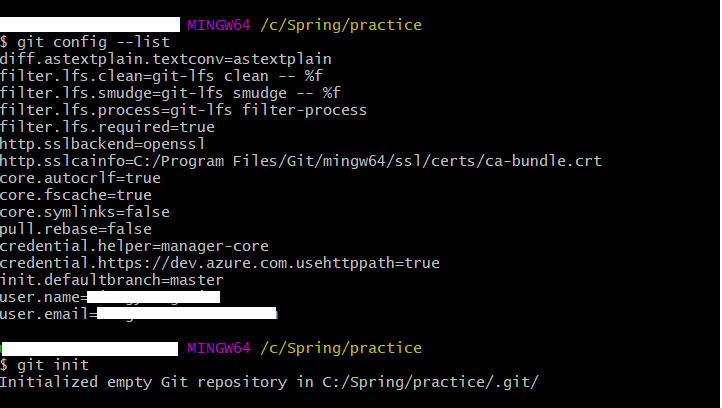 MINGW64 /c/Spring/practice
$ git config --list
diff.astextplain.textconv=astextplain
filter.lfs.clean=git-lfs clean -- %f
filter.lfs.smudge=git-lfs smudge -- %f
filter.lfs.process=git-lfs filter-process
filter.lfs.required=true
http.sslbackend=openssl
http.sslcainfo=C:/Program Files/Git/mingw64/ssl/certs/ca-bundle.crt
core.autocrlf=true
core.fscache=true
core.symlinks=false
pull.rebase=false
credential.helper=manager-core
credential.https://dev.azure.com.usehttppath=true
init.defaultbranch=master
user.name=
user.email=
MINGW64 /c/Spring/practice
$ git init
Initialized empty Git repository in C:/Spring/practice/.git/